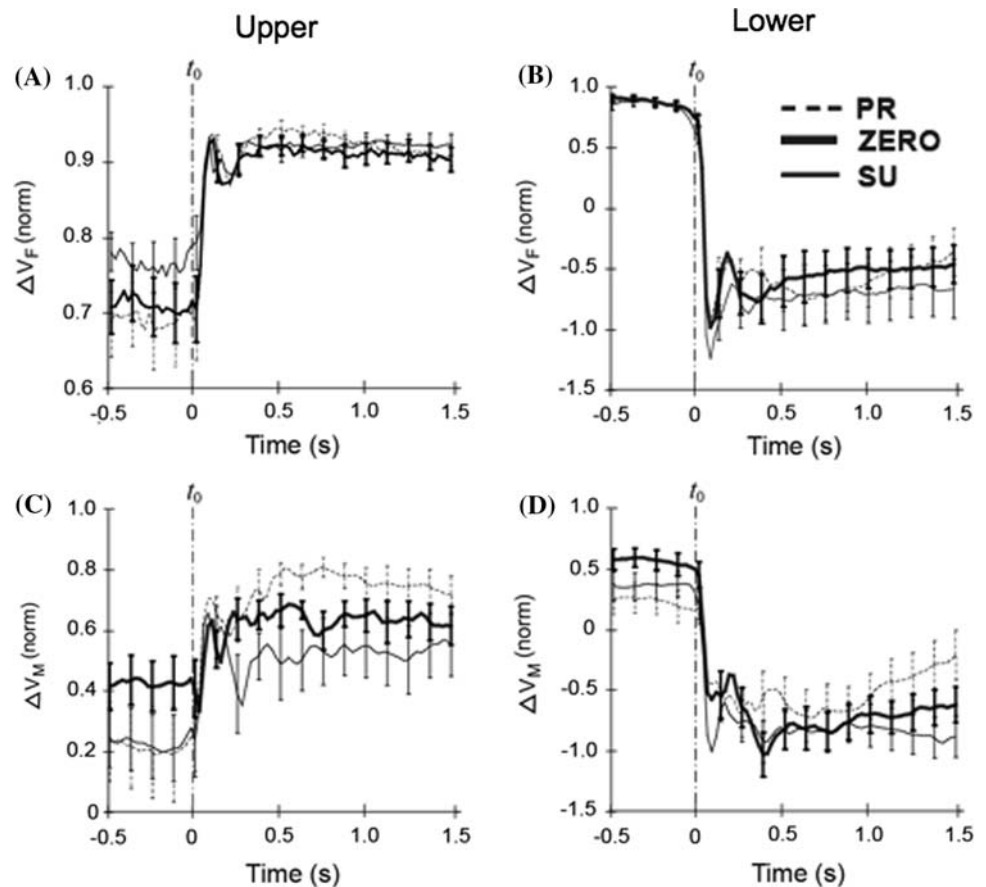 Upper
Lower
(A)
t0
ΔVF (norm)
1.0
0.9
0.8
0.7
0.6
-0.5
0
0.5
1.0
1.5
Time (s)
(B)
t0
PR
ZERO
SU
ΔVF (norm)
1.0
0.5
0
-0.5
-1.0
-1.5
-0.5
0
0.5
1.0
1.5
Time (s)
(C)
t0
ΔVM (norm)
1.0
0.8
0.6
0.4
0.2
0
-0.5
0
0.5
1.0
1.5
Time (s)
(D)
t0
ΔVM (norm)
1.0
0.5
0
-0.5
-1.0
-1.5
-0.5
0
0.5
1.0
1.5
Time (s)